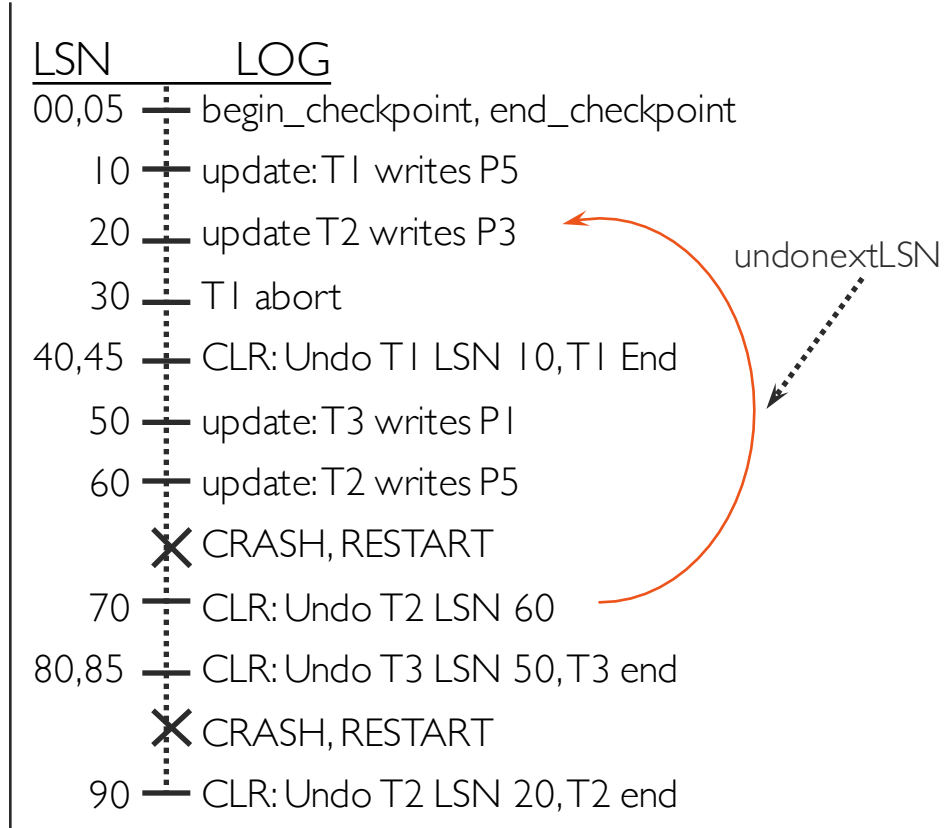 LSN LOG
00,05 begin_checkpoint, end_checkpoint
10 update: T1 writes P5
20 update T2 writes P3
undonextLSN
30 T1 abort
40,45 CLR: Undo T1 LSN 10, T1 End
50 update: T3 writes P1
60 update: T2 writes P5
CRASH, RESTART
70 CLR: Undo T2 LSN 60
80,85 CLR: Undo T3 LSN 50, T3 end
CRASH, RESTART
90 CLR: Undo T2 LSN 20, T2 end